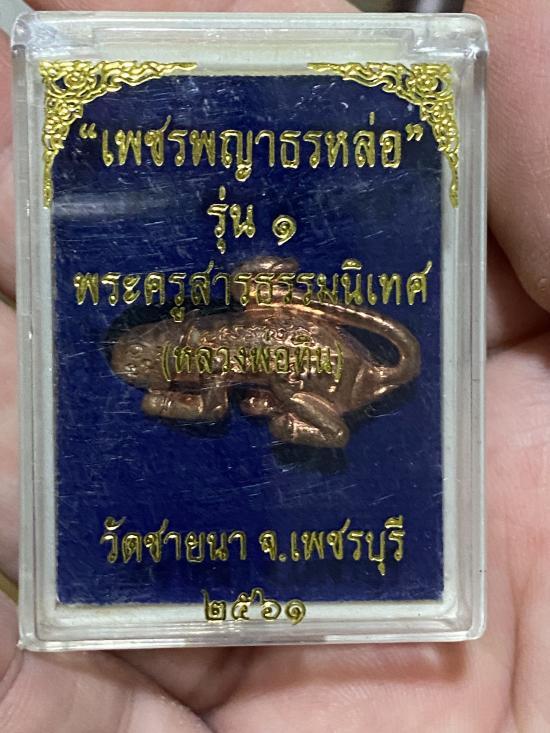 “เพชรพญาธรหล่อ”
รุ่น ๑
พระครูสารธรรมนิเทศ
(หลวงพ่อทิน)
วัดชายนา จ.เพชรบุรี
๒๕๖๑